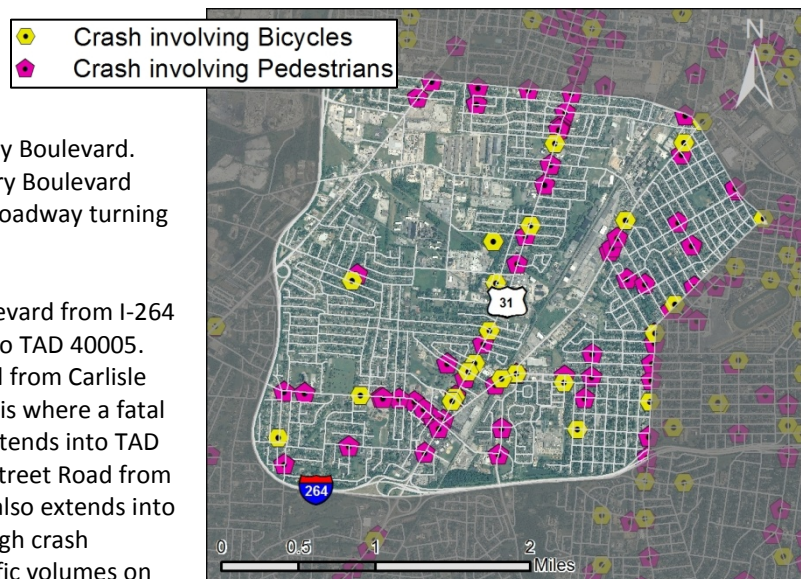 Crash involving Bicycles
Crash involving Pedestrians
N
y Boulevard.
ry Boulevard
oadway turning
evard from I-264
o TAD 40005.
l from Carlisle
is where a fatal
tends into TAD
treet Road from
also extends into
gh crash
fic volumes on
31
264
0 0.5 1 2
Miles